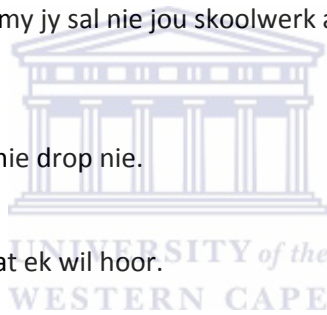 my jy sal nie jou skoolwerk a
nie drop nie.
at ek wil hoor.
UNIVERSITY of the
WESTERN CAPE